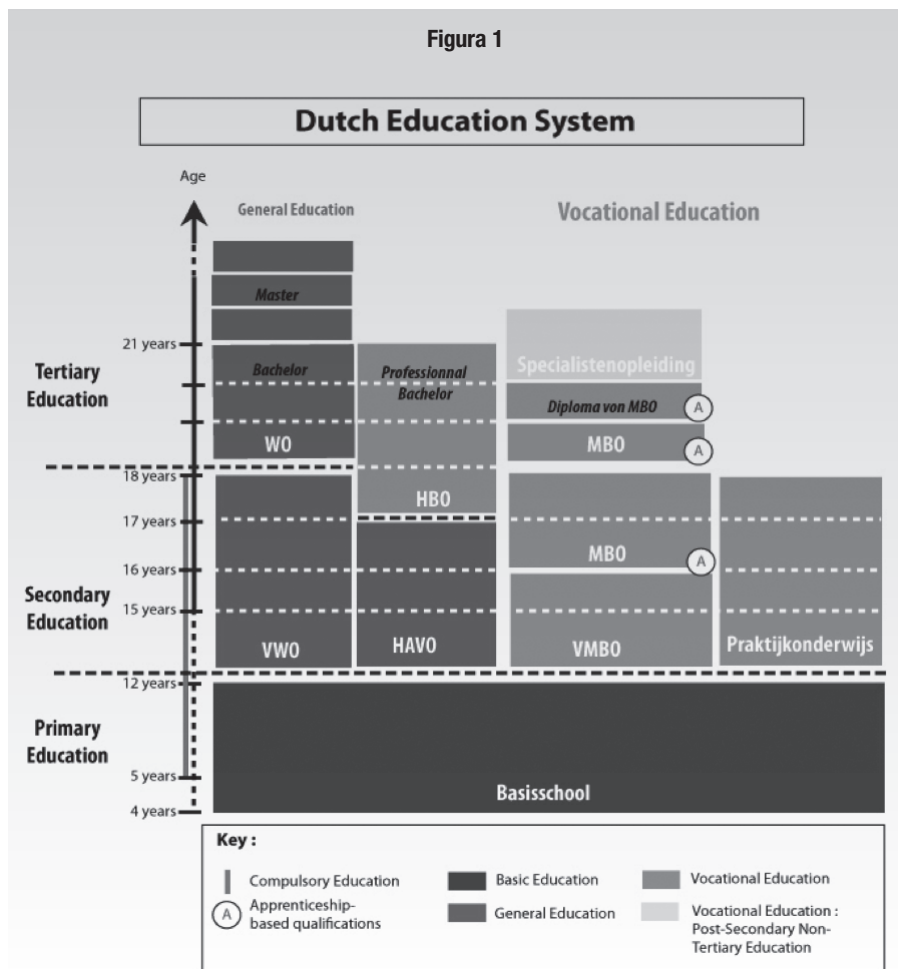 Figura 1
Dutch Education System
Age
General Education
Vocational Education
Master
21 years
Tertiary
Education
Bachelor
Professionnal
Bachelor
Specialistenopleiding
Diploma von MBO
A
WO
MBO
A
18 years
HBO
17 years
MBO
A
16 years
Secondary
Education
15 years
VWO
HAVO
VMBO
Praktijkonderwijs
12 years
Primary
Education
5 years
Basisschool
4 years
Key :
Compulsory Education
A
Apprenticeship-
based qualifications
Basic Education
General Education
Vocational Education
Vocational Education :
Post-Secondary Non-
Tertiary Education